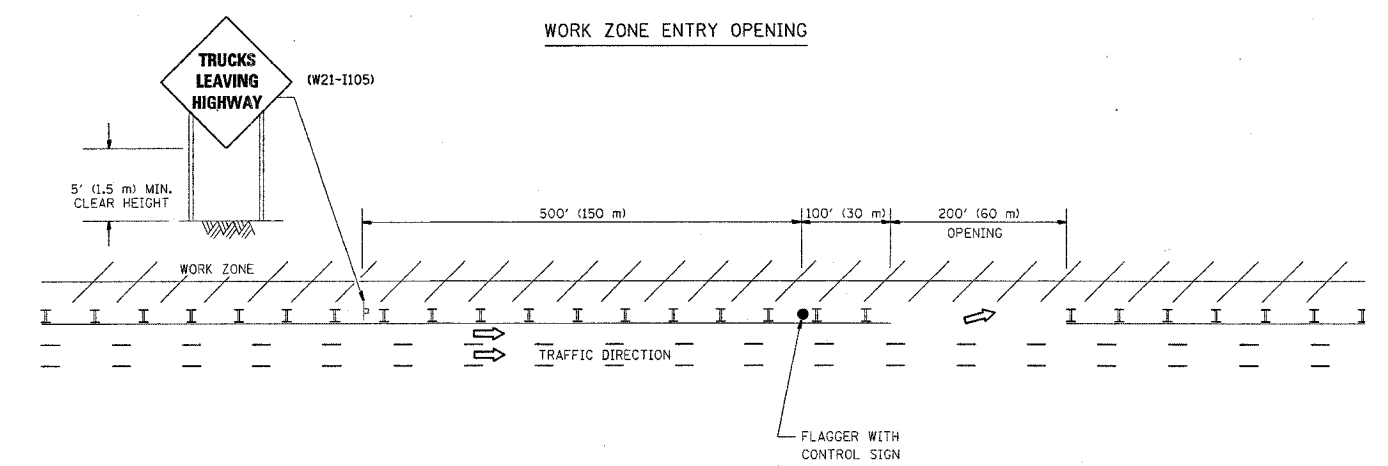 WORK ZONE ENTRY OPENING
TRUCKS
LEAVING
HIGHWAY
(W21-I105)
5' (1.5 m) MIN.
CLEAR HEIGHT
500' (150 m)
100' (30 m)
200' (60 m)
OPENING
WORK ZONE
TRAFFIC DIRECTION
FLAGGER WITH
CONTROL SIGN